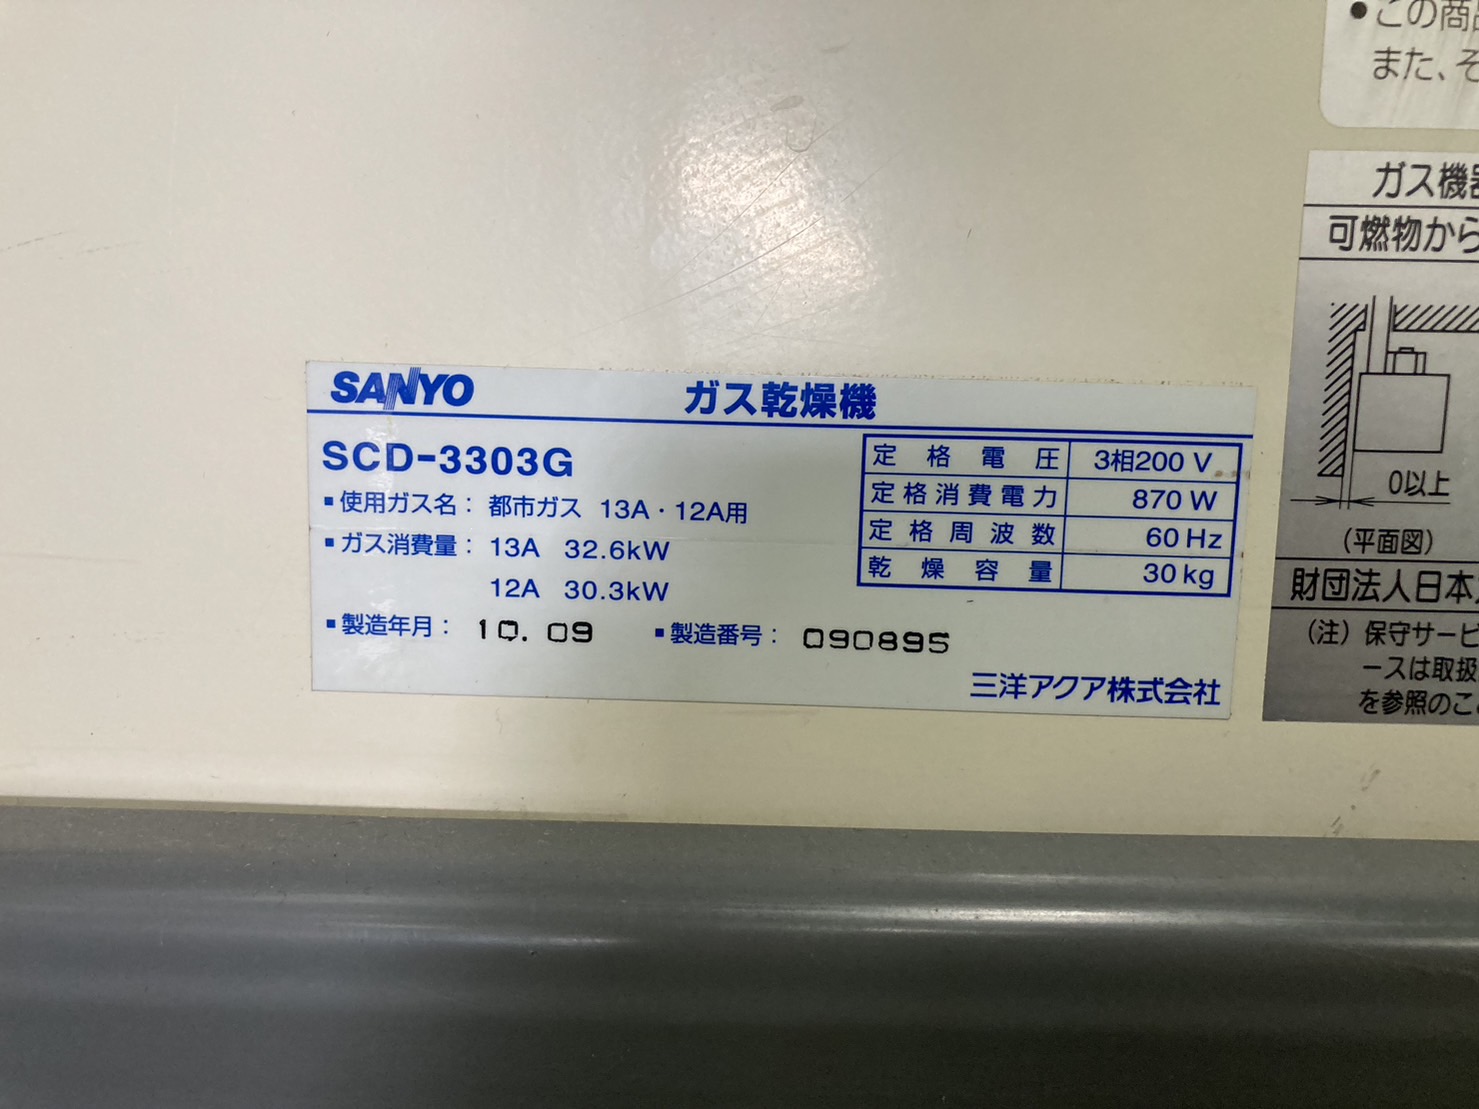 SANYO ガス乾燥機
SCD-3303G
▪使用ガス名： 都市ガス 13A・12A用
▪ガス消費量： 13A 32.6kW
12A 30.3kW
▪製造年月： 10. 09 ▪製造番号： 090895
三洋アクア株式会社
定格電圧 3相200 V
定格消費電力 870 W
定格周波数 60 Hz
乾燥容量 30 kg
•この商
また、そ
ガス機
可燃物から
0以上
(平面図)
財団法人日本
(注) 保守サービ
ースは取扱
を参照のこ